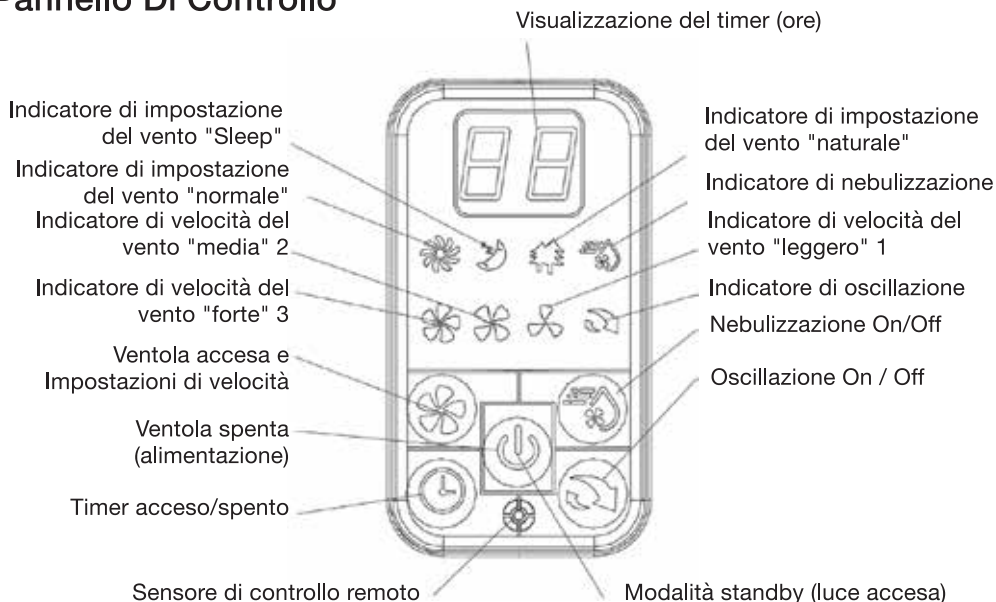 Pannello Di Controllo
Visualizzazione del timer (ore)
Indicatore di impostazione
del vento "Sleep"
Indicatore di impostazione
del vento "normale"
Indicatore di velocità del
vento "media" 2
Indicatore di velocità del
vento "forte" 3
Ventola accesa e
Impostazioni di velocità
Ventola spenta
(alimentazione)
Timer acceso/spento
Sensore di controllo remoto
Indicatore di impostazione
del vento "naturale"
Indicatore di nebulizzazione
Indicatore di velocità del
vento "leggero" 1
Indicatore di oscillazione
Nebulizzazione On/Off
Oscillazione On / Off
Modalità standby (luce accesa)
88